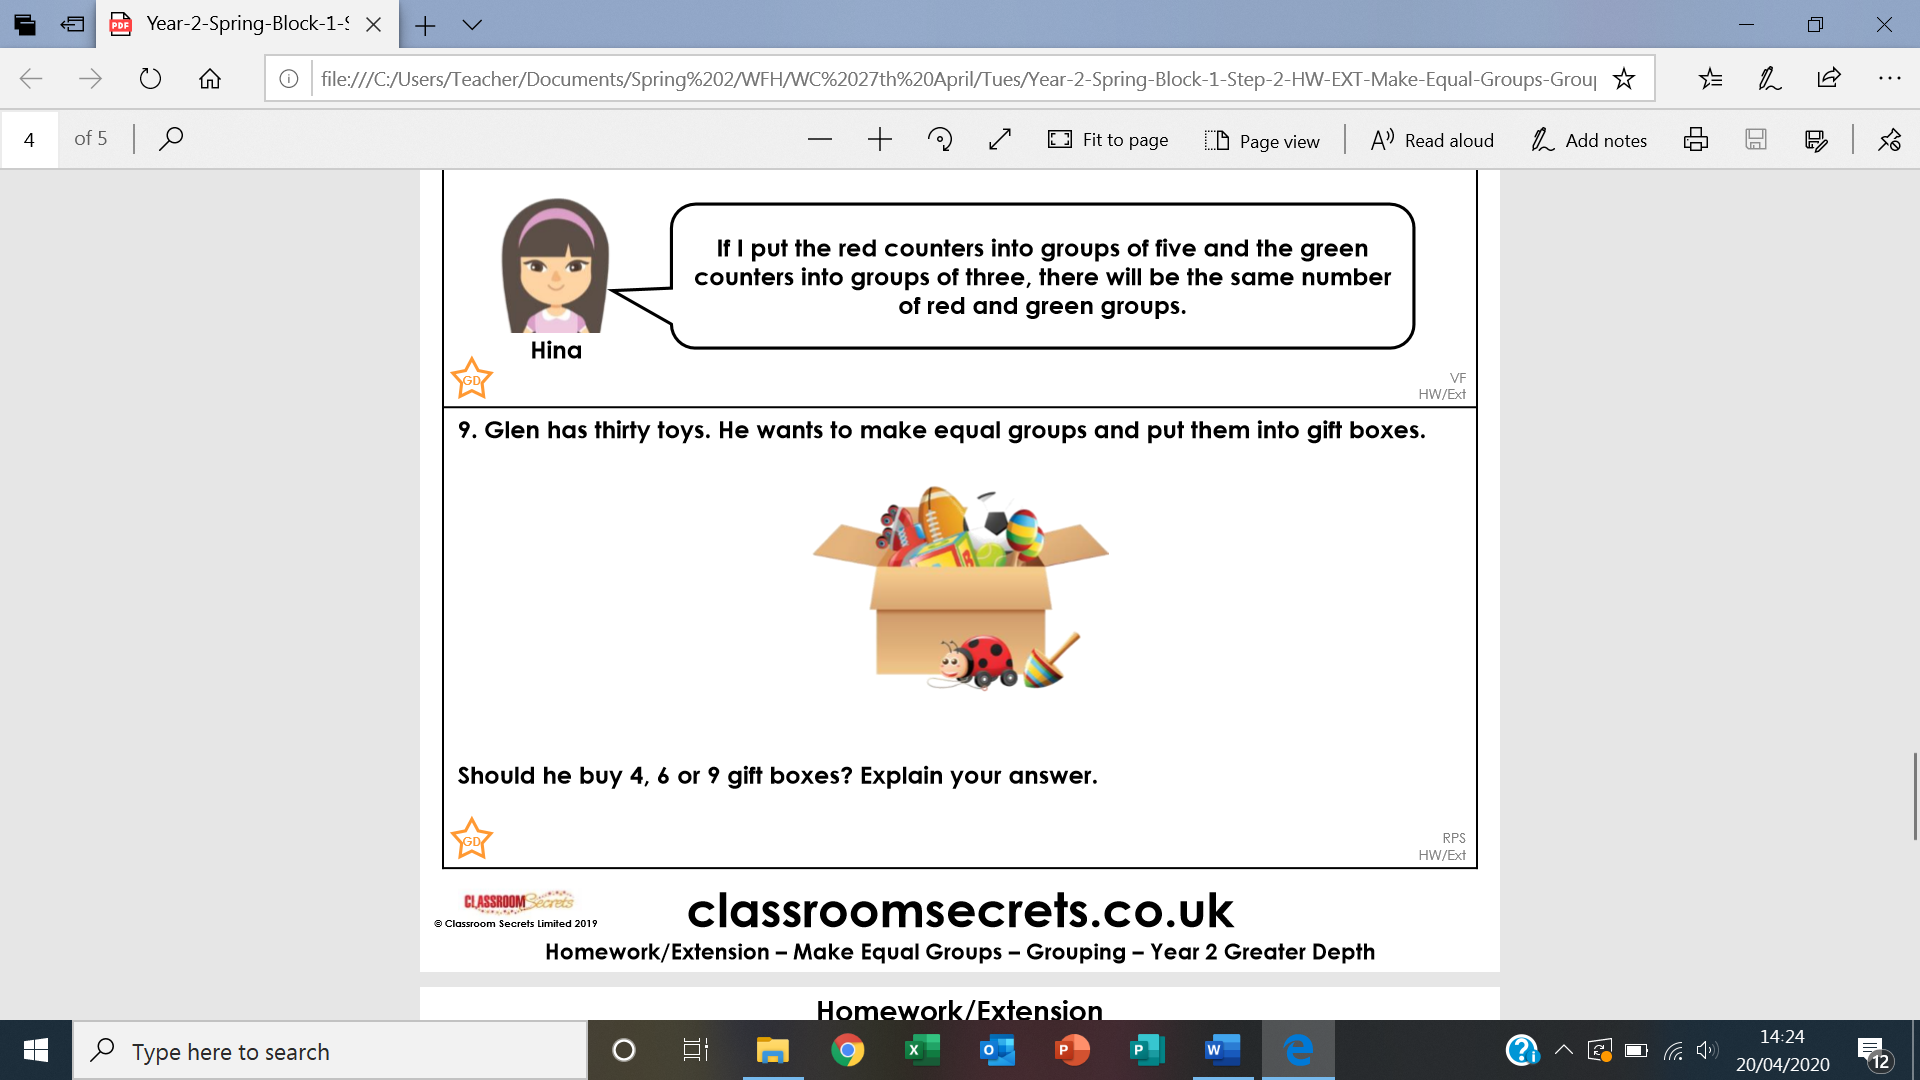 Year-2-Spring-Block-1-S
file:///C:/Users/Teacher/Documents/Spring%202/WFH/WC%2027th%20April/Tues/Year-2-Spring-Block-1-Step-2-HW-EXT-Make-Equal-Groups-Group
4 of 5
Fit to page
Page view
Read aloud
Add notes
If I put the red counters into groups of five and the green
counters into groups of three, there will be the same number
of red and green groups.
Hina
GD
VF
HW/Ext
9. Glen has thirty toys. He wants to make equal groups and put them into gift boxes.
Should he buy 4, 6 or 9 gift boxes? Explain your answer.
GD
RPS
HW/Ext
CLASSROOM Secrets
© Classroom Secrets Limited 2019
classroomsecrets.co.uk
Homework/Extension – Make Equal Groups – Grouping – Year 2 Greater Depth
Homework/Extension
Type here to search
14:24
20/04/2020
12